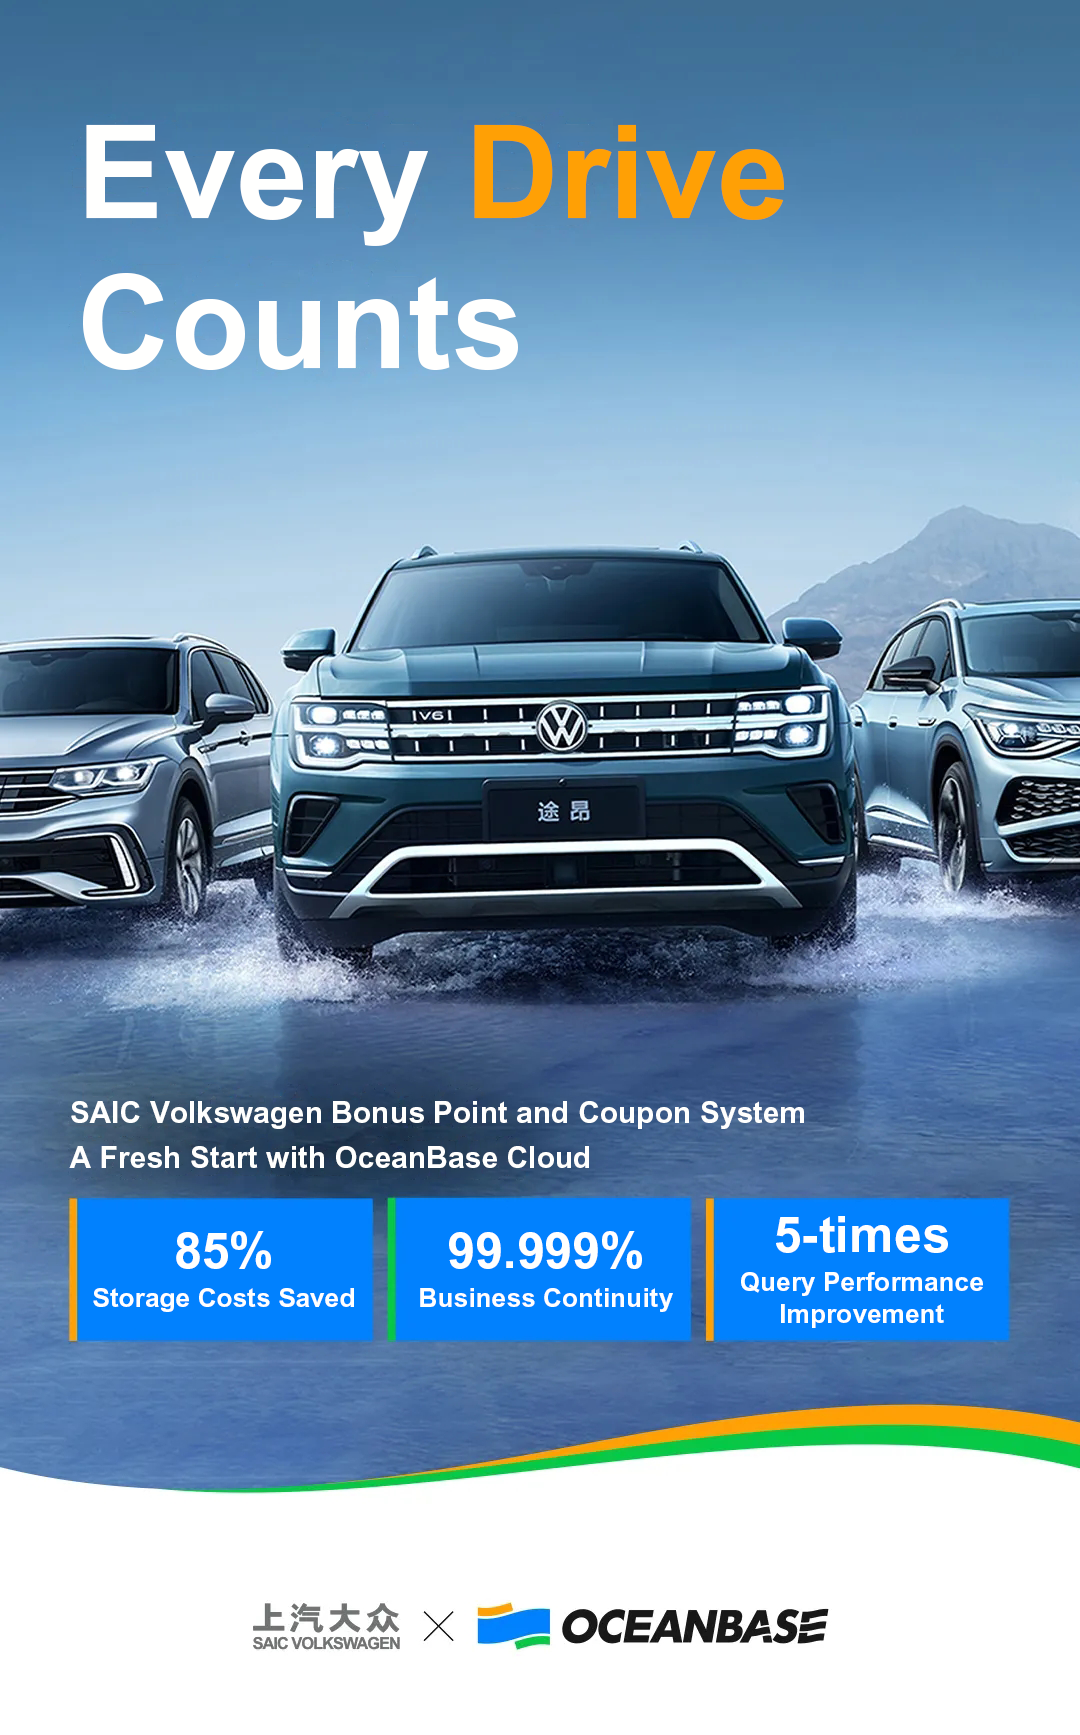 Every Drive
Counts
V6
途昂
SAIC Volkswagen Bonus Point and Coupon System
A Fresh Start with OceanBase Cloud
85%
Storage Costs Saved
99.999%
Business Continuity
5-times
Query Performance
Improvement
上汽大众
SAIC VOLKSWAGEN
OCEANBASE